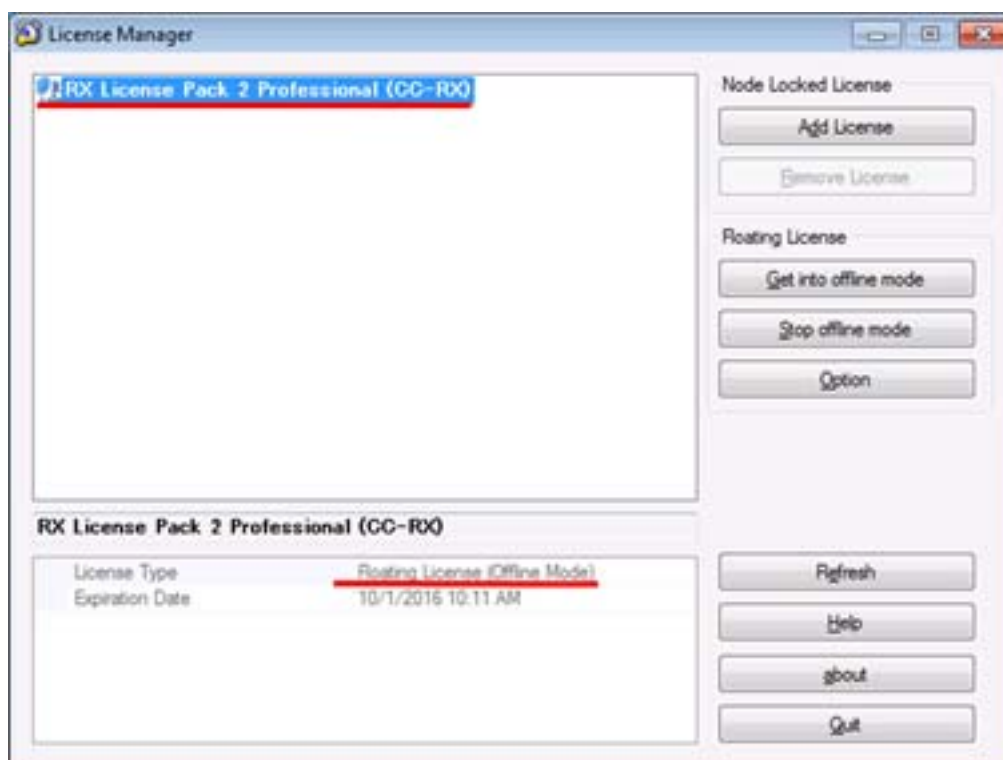 License Manager
RX License Pack 2 Professional (CC-RX)
Node Locked License
Add License
Remove License
Floating License
Get into offline mode
Stop offline mode
Option
RX License Pack 2 Professional (CC-RX)
License Type Floating License (Offline Mode)
Expiration Date 10/1/2016 10:11 AM
Refresh
Help
about
Quit